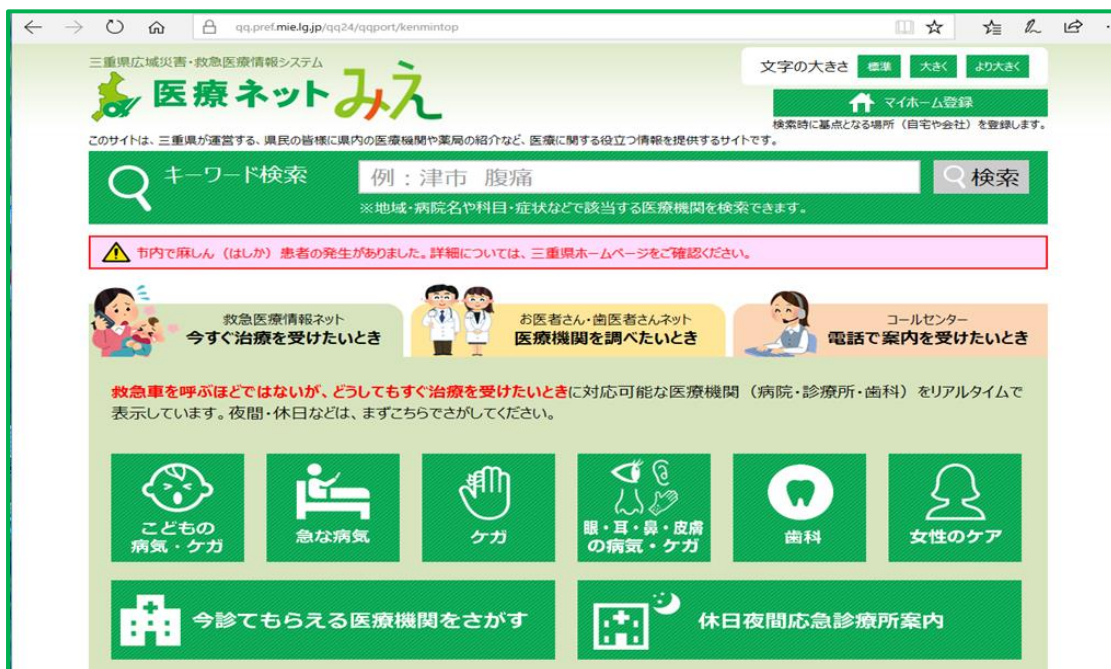 qq.pref.mie.lg.jp/qq24/qqport/kenmintop
三重県広域災害・救急医療情報システム
医療ネットみえ
文字の大きさ 標準 大きく より大きく
マイホーム登録
検索時に基点となる場所（自宅や会社）を登録します。
このサイトは、三重県が運営する、県民の皆様に県内の医療機関や薬局の紹介など、医療に関する役立つ情報を提供するサイトです。
キーワード検索 例：津市 腹痛 検索
※地域・病院名や科目・症状などで該当する医療機関を検索できます。
市内で麻しん（はしか）患者の発生がありました。詳細については、三重県ホームページをご確認ください。
救急医療情報ネット
今すぐ治療を受けたいとき
お医者さん・歯医者さんネット
医療機関を調べたいとき
コールセンター
電話で案内を受けたいとき
救急車を呼ぶほどではないが、どうしてもすぐ治療を受けたいときに対応可能な医療機関（病院・診療所・歯科）をリアルタイムで
表示しています。夜間・休日などは、まずこちらでさがしてください。
こどもの
病気・ケガ
急な病気
ケガ
眼・耳・鼻・皮膚
の病気・ケガ
歯科
女性のケア
今診てもらえる医療機関をさがす
休日夜間応急診療所案内